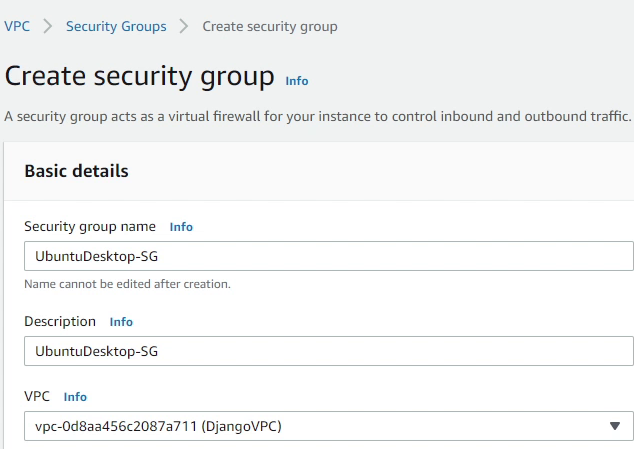 VPC > Security Groups > Create security group
Create security group Info
A security group acts as a virtual firewall for your instance to control inbound and outbound traffic.
Basic details
Security group name Info
UbuntuDesktop-SG
Name cannot be edited after creation.
Description Info
UbuntuDesktop-SG
VPC Info
vpc-0d8aa456c2087a711 (DjangoVPC)